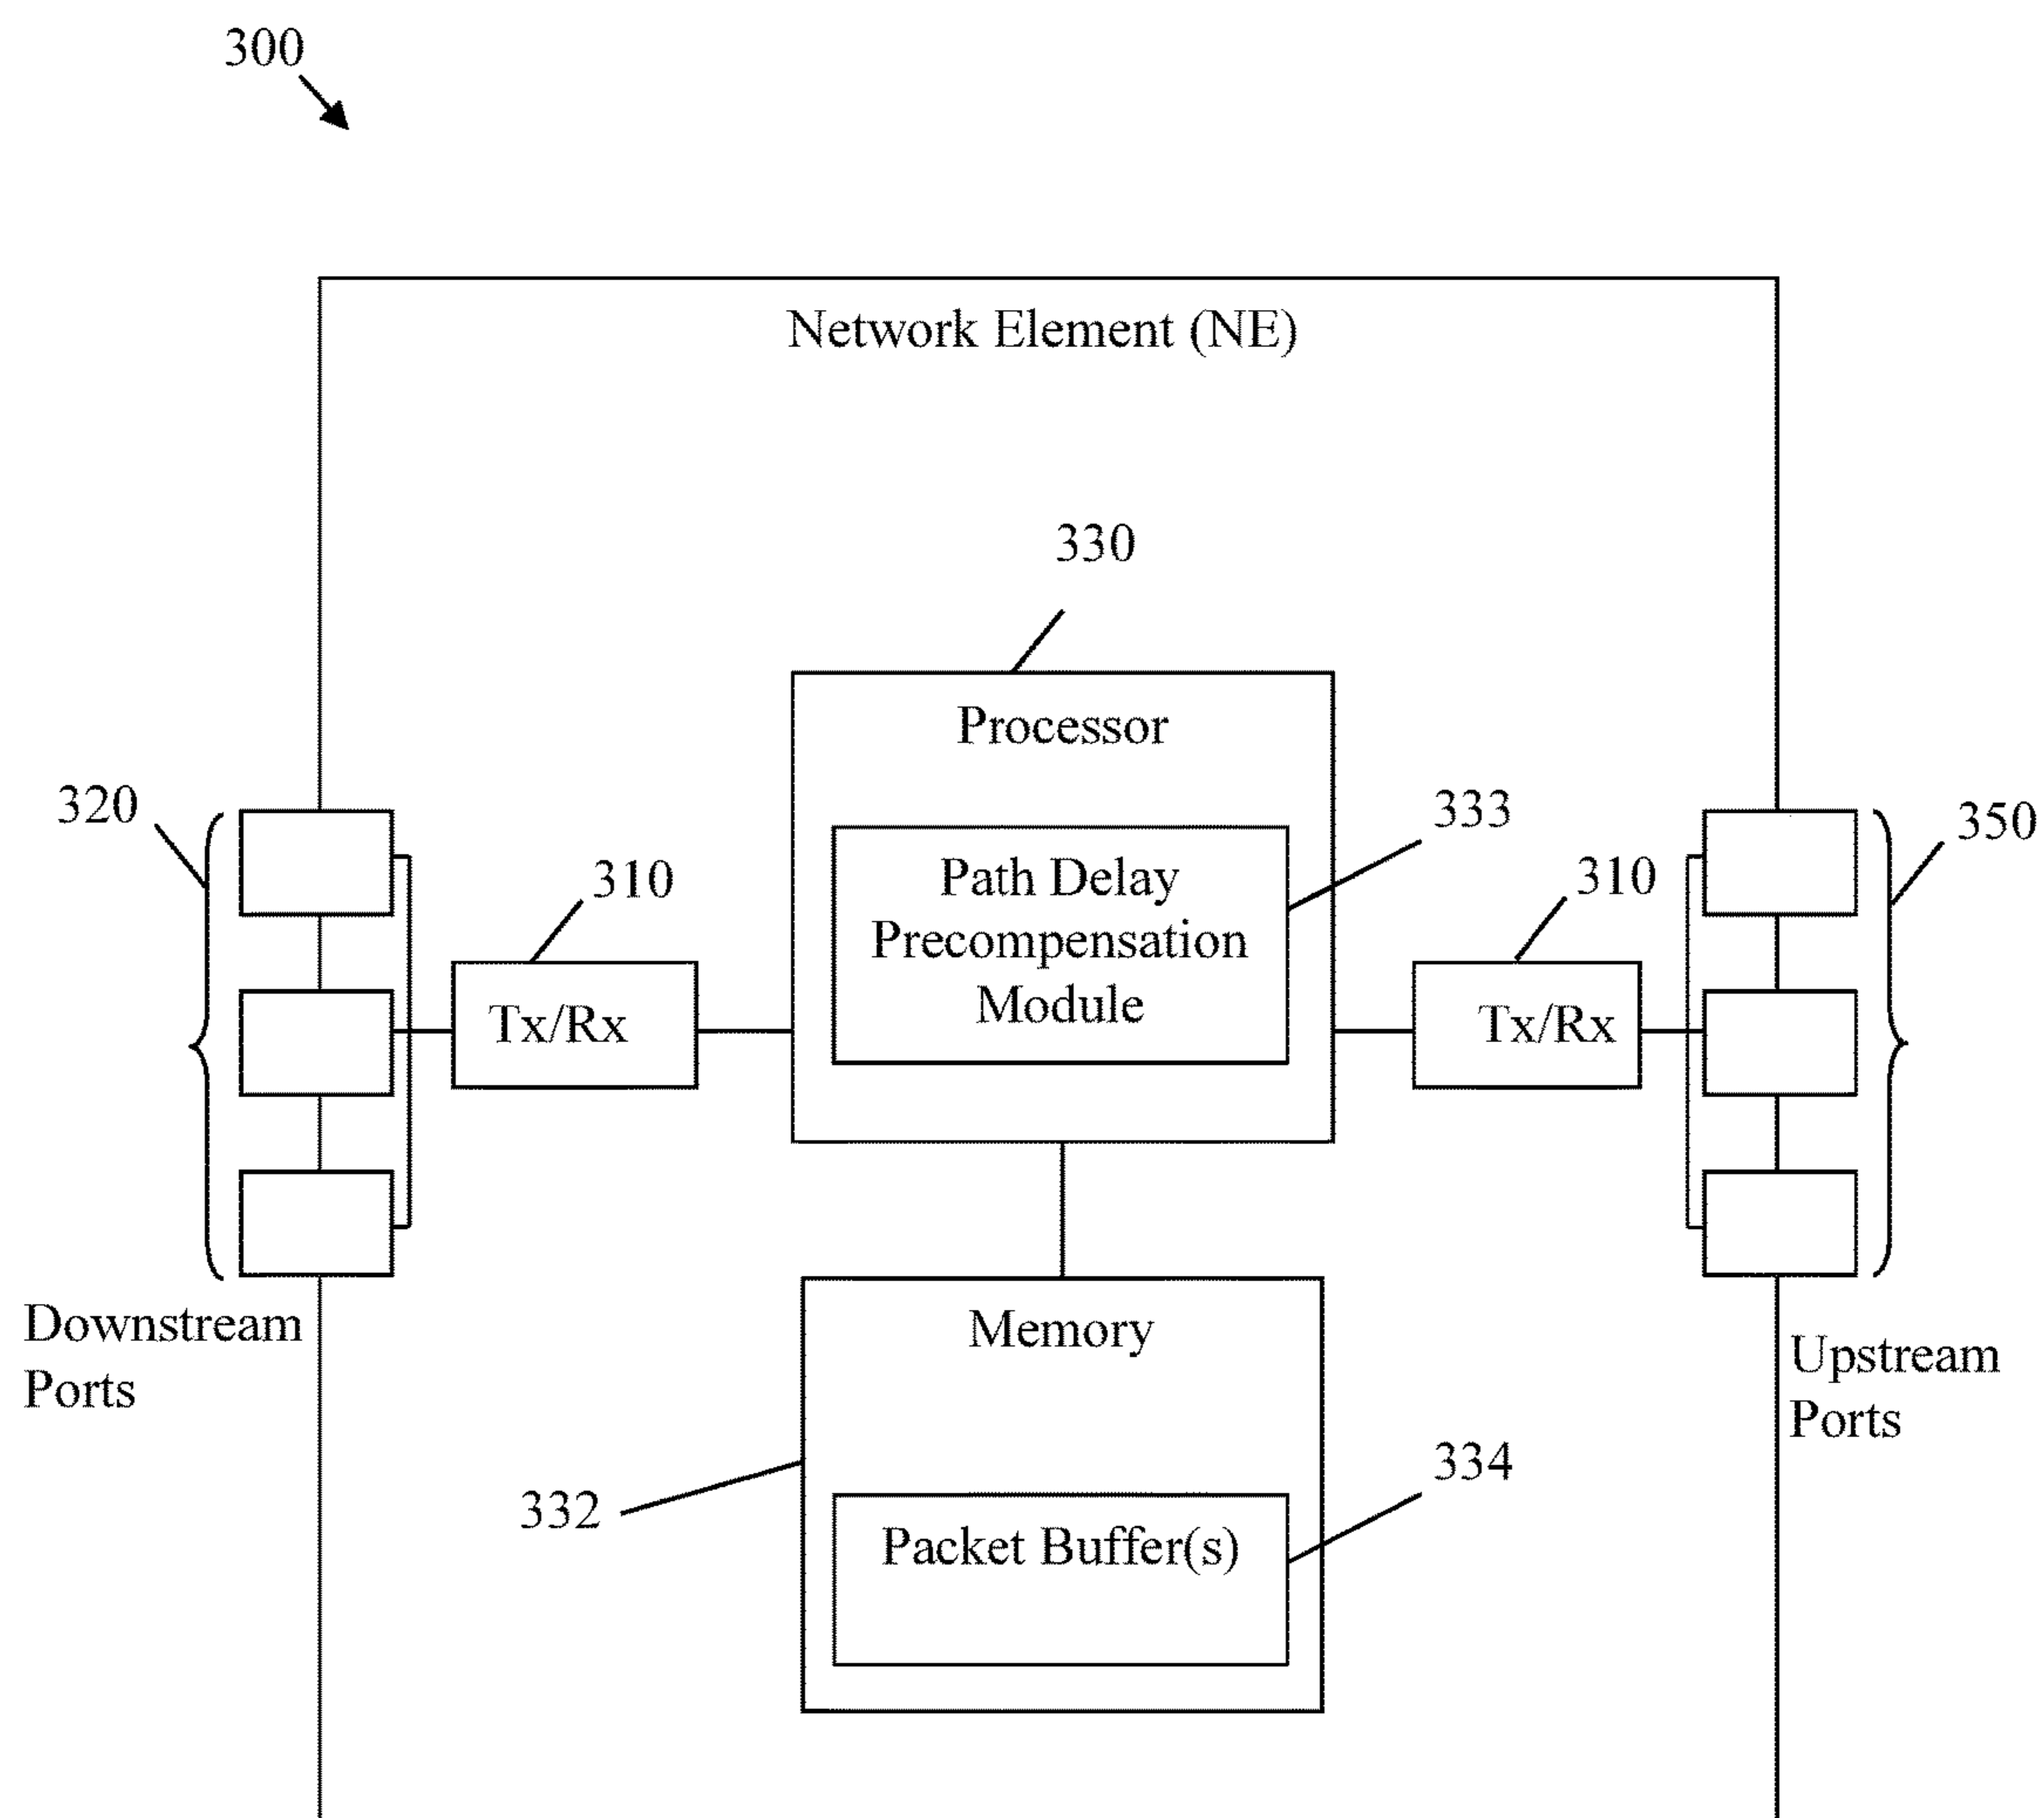 300
Network Element (NE)
330
Processor
320
333
350
310
310
Path Delay
Precompensation
Module
Tx/Rx
Tx/Rx
Downstream
Ports
Memory
Upstream
Ports
334
332
Packet Buffer(s)